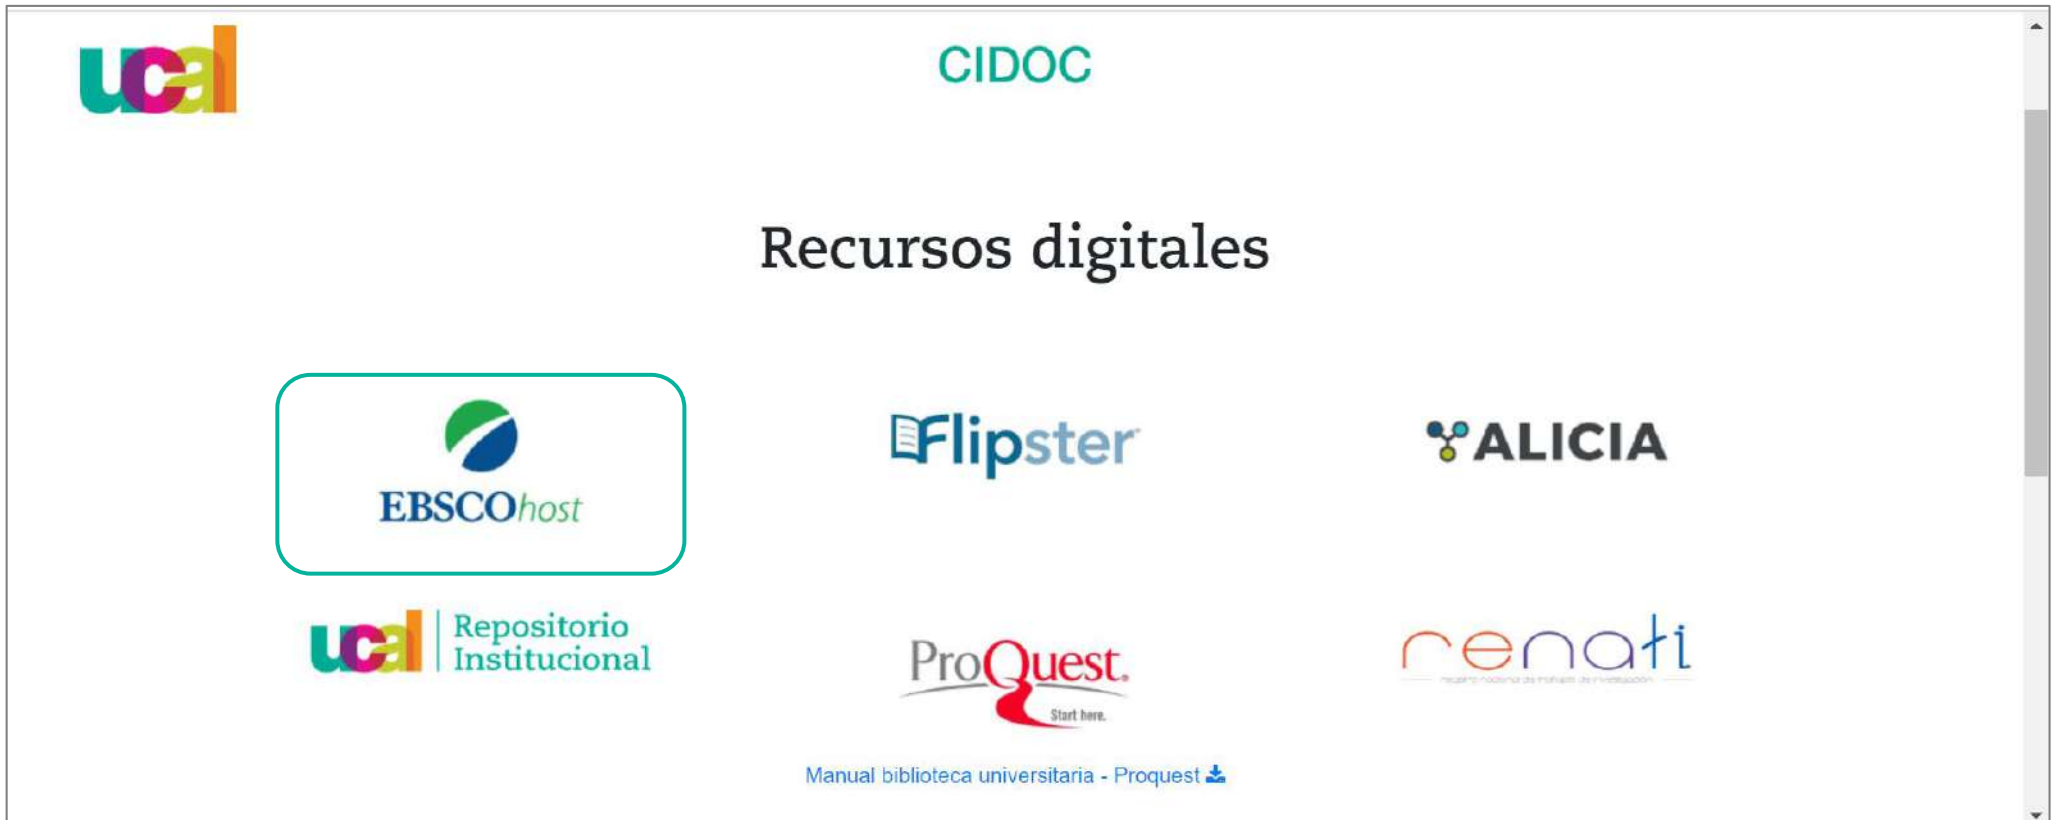 ucal
CIDOC
Recursos digitales
EBSCOhost
Flipster
ALICIA
ucal
Repositorio
Institucional
ProQuest.
Start here.
renati
Manual biblioteca universitaria - Proquest